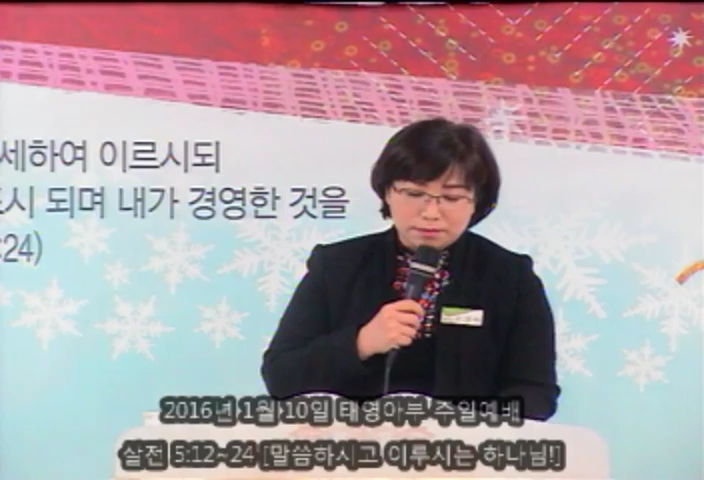 세하여 이르시되
시 되며 내가 경영한 것을
:24)
2016년 1월 10일 태영아부 주일예배
살전 5:12~24 [말씀하시고 이루시는 하나님!]